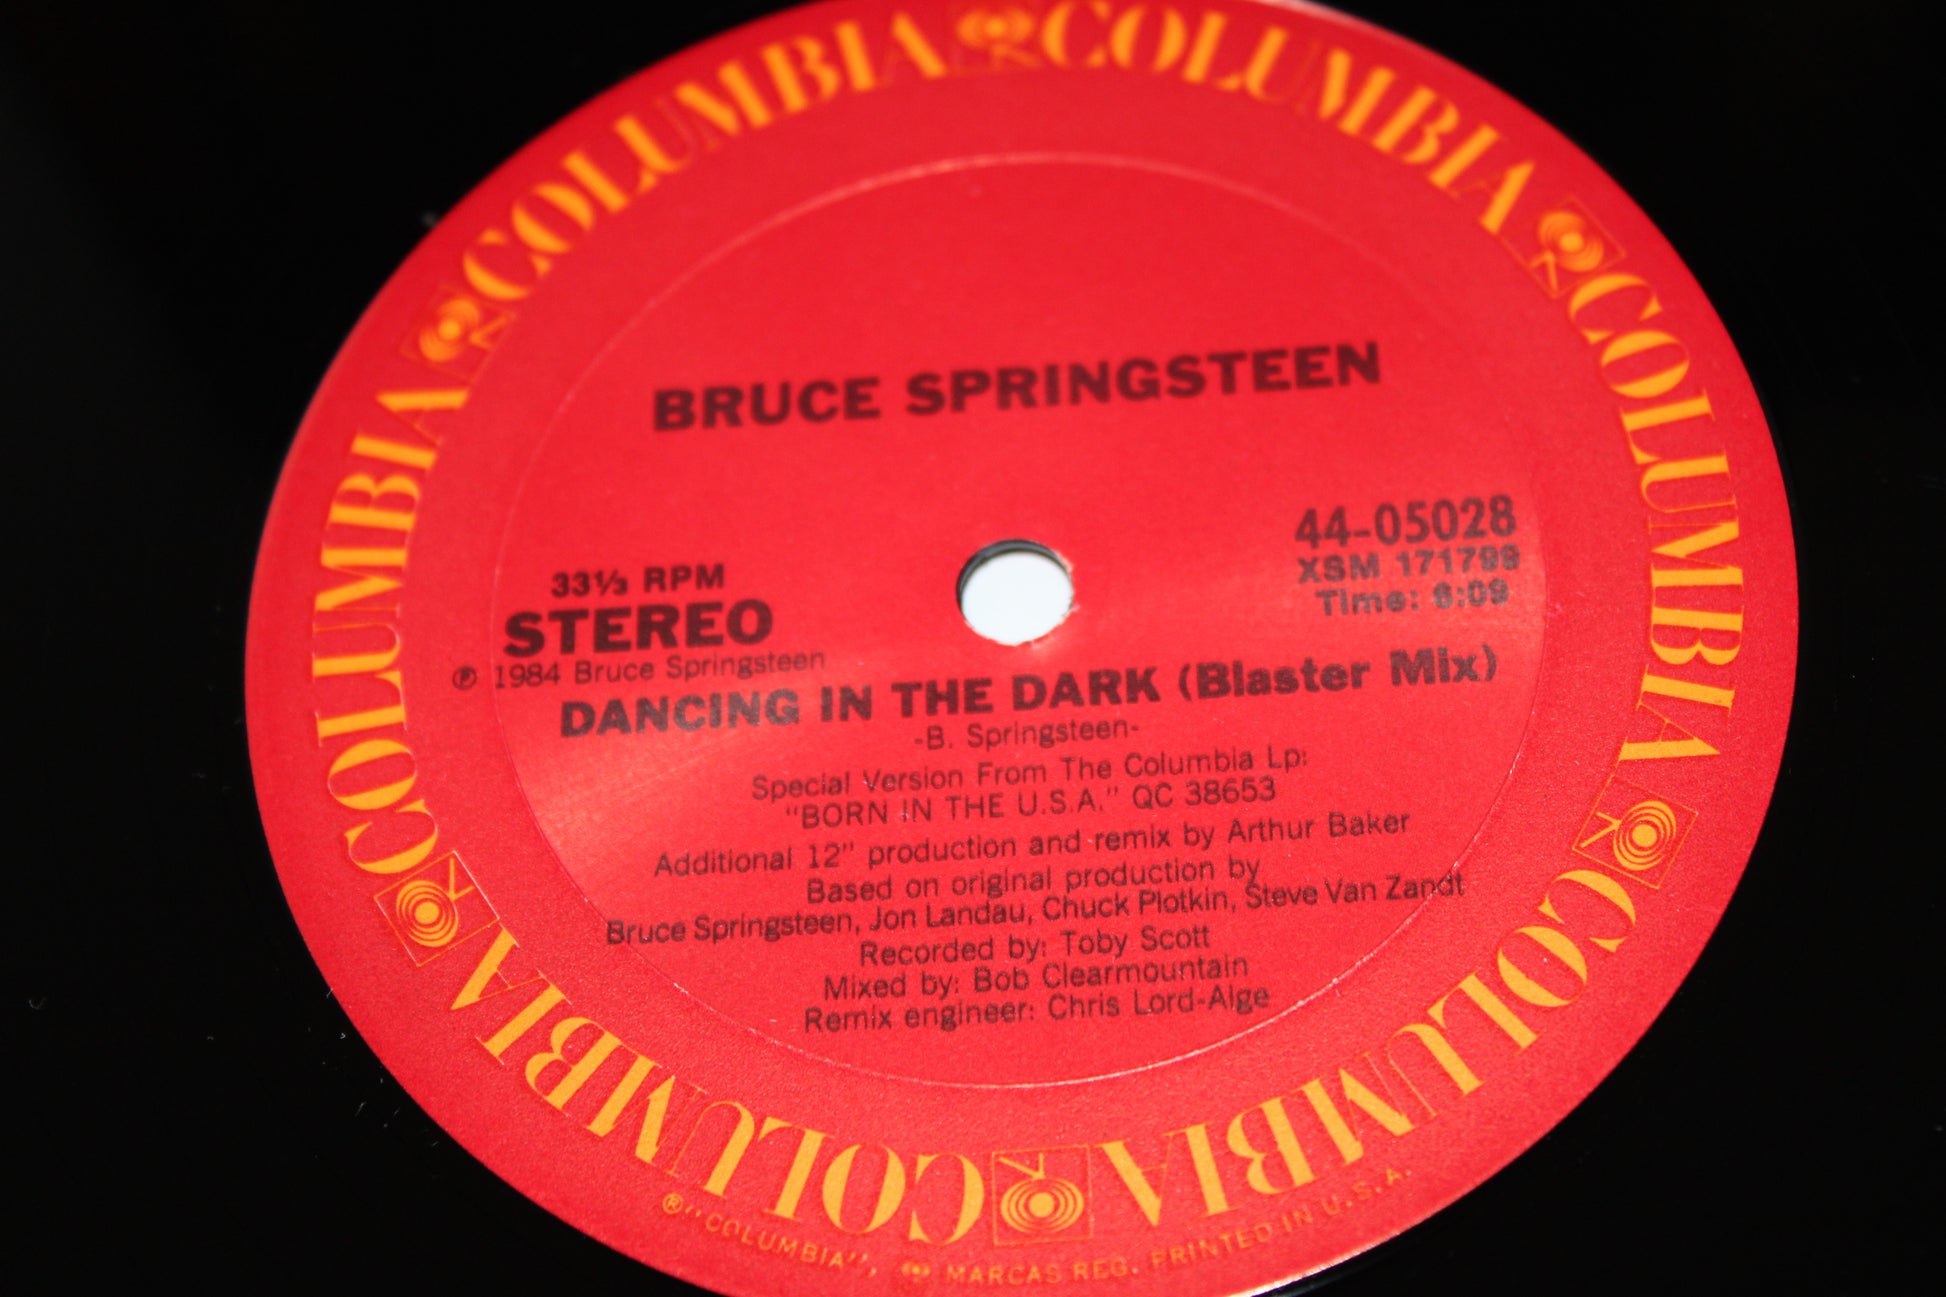 COLUMBIA COLUMBIA COLUMBIA COLUMBIA COLUMBIA COLUMBIA COLUMBIA COLUMBIA
BRUCE SPRINGSTEEN
44-05028
XSM 171799
Time: 6:09
33⅓ RPM
STEREO
℗ 1984 Bruce Springsteen
DANCING IN THE DARK (Blaster Mix)
-B. Springsteen-
Special Version From The Columbia Lp:
"BORN IN THE U.S.A." QC 38653
Additional 12" production and remix by Arthur Baker
Based on original production by
Bruce Springsteen, Jon Landau, Chuck Plotkin, Steve Van Zandt
Recorded by: Toby Scott
Mixed by: Bob Clearmountain
Remix engineer: Chris Lord-Alge
® "COLUMBIA", MARCAS REG. PRINTED IN U.S.A.